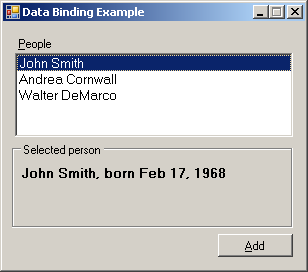 Data Binding Example
People
John Smith
Andrea Cornwall
Walter DeMarco
Selected person
John Smith, born Feb 17, 1968
Add